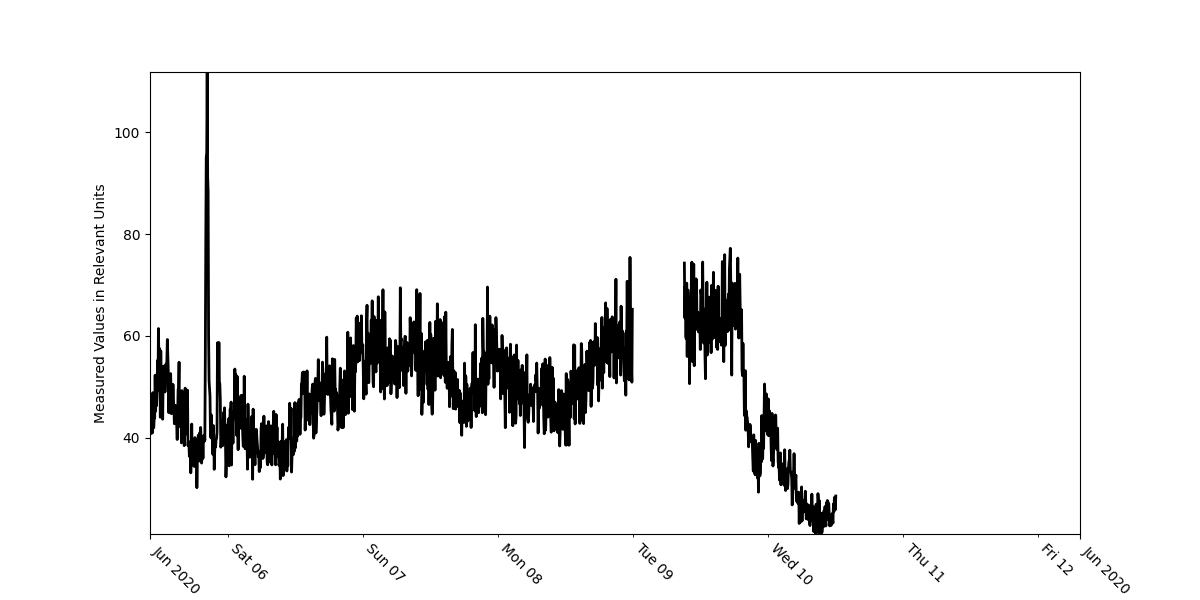 100
80
60
40
Measured Values in Relevant Units
Jun 2020
Sat 06
Sun 07
Mon 08
Tue 09
Wed 10
Thu 11
Fri 12
Jun 2020